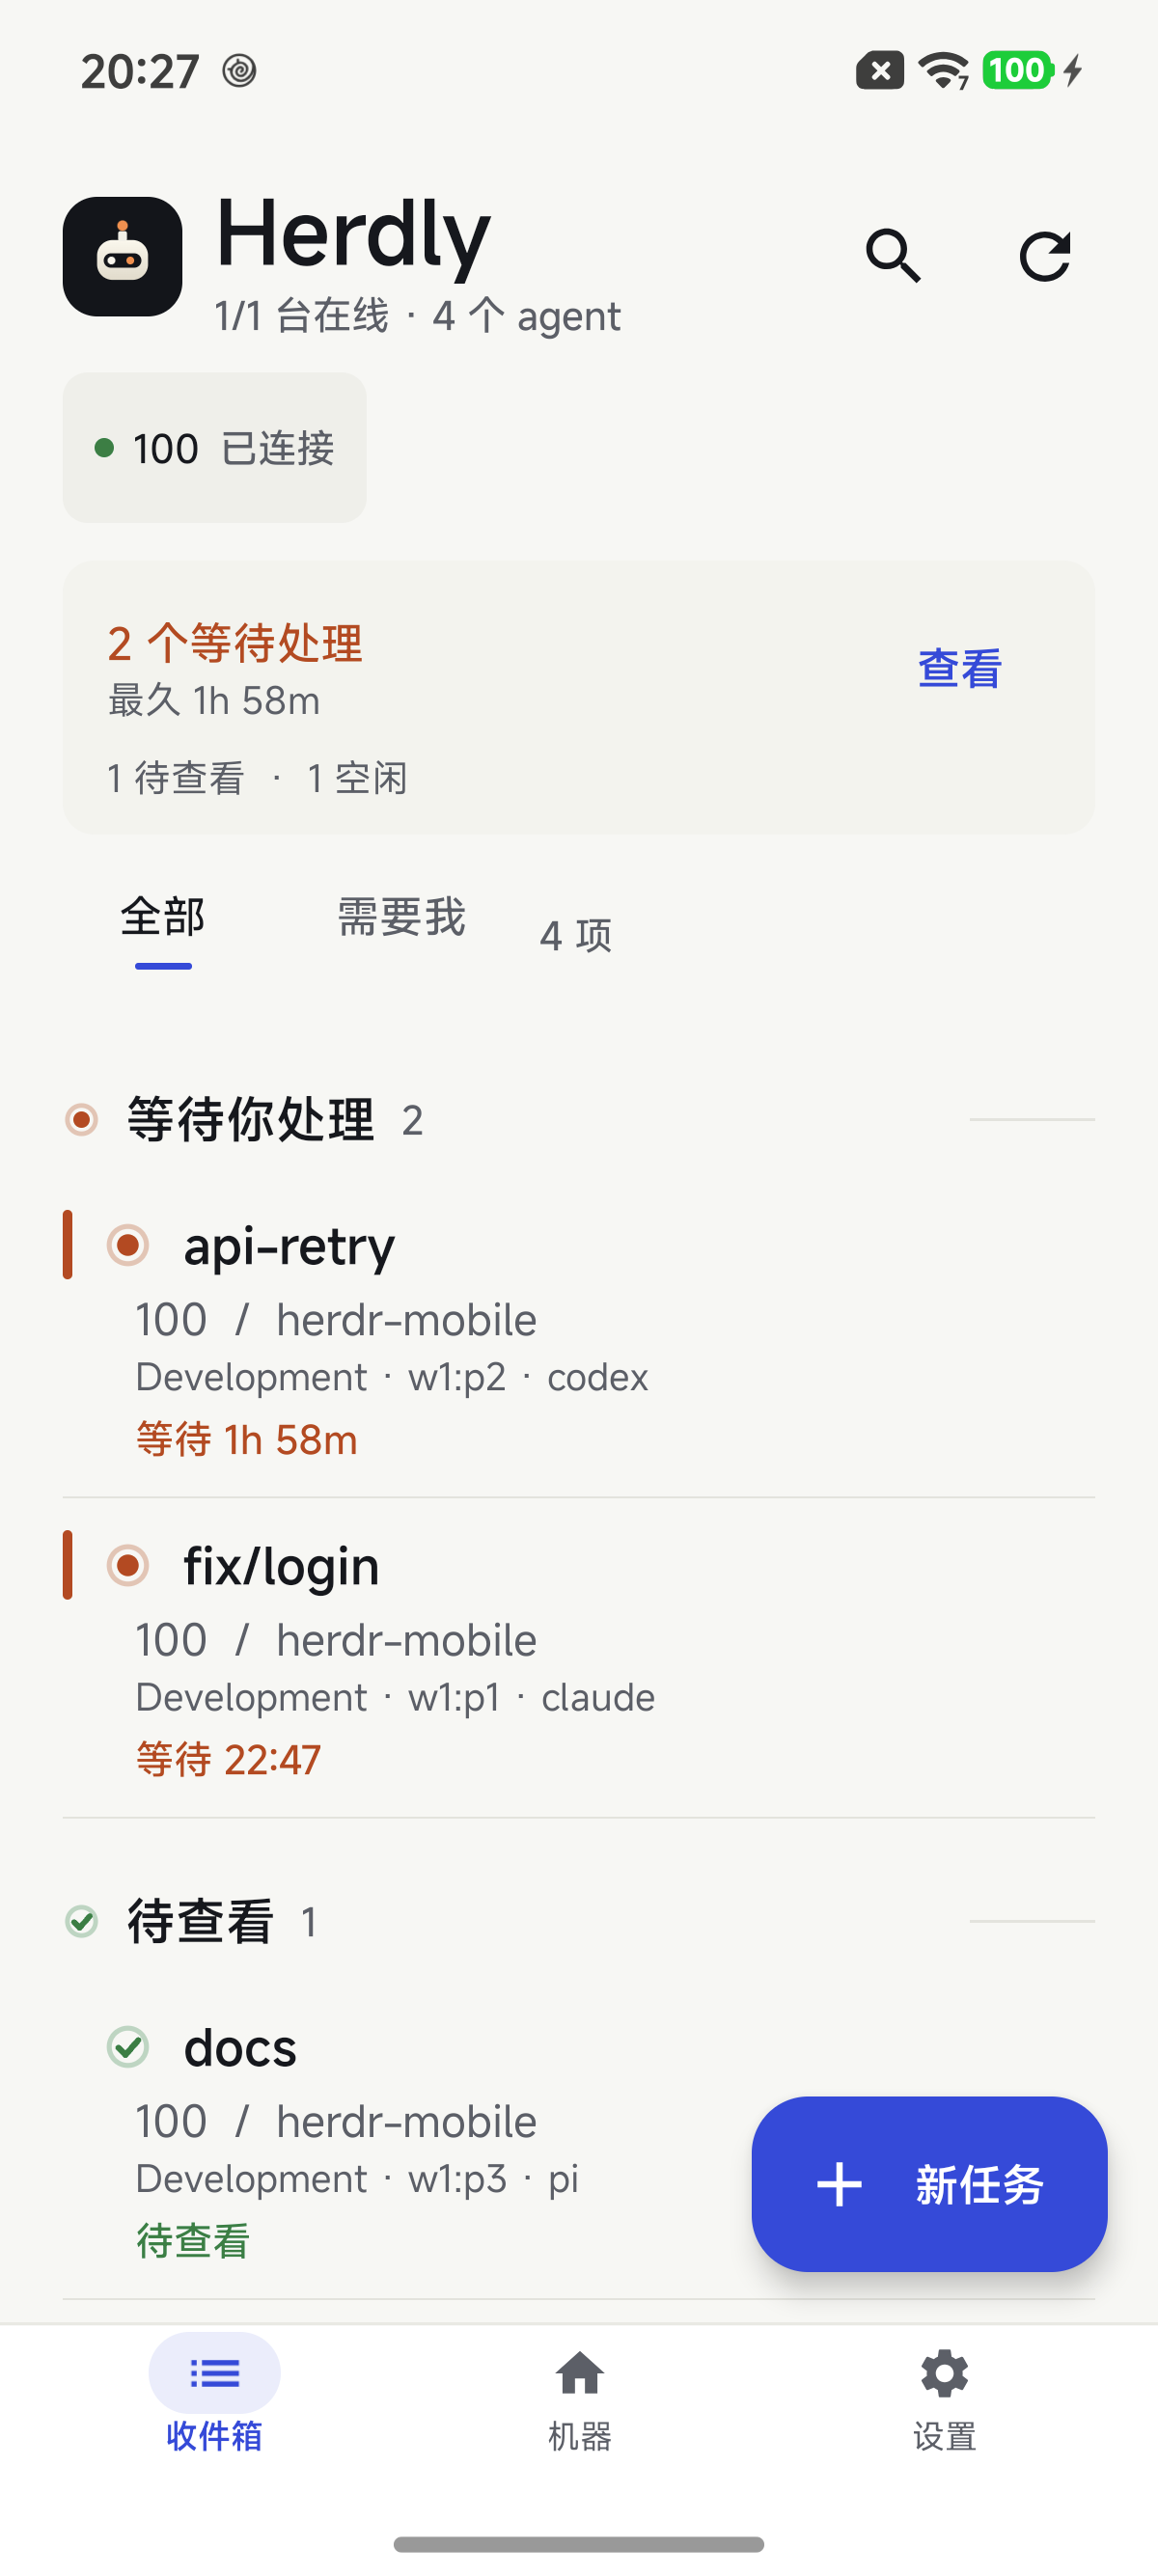 20:27
7 100
Herdly
1/1 台在线 · 4 个 agent
100 已连接
2 个等待处理
最久 1h 58m
查看
1 待查看 · 1 空闲
全部 需要我 4 项
等待你处理 2
api-retry
100 / herdr-mobile
Development · w1:p2 · codex
等待 1h 58m
fix/login
100 / herdr-mobile
Development · w1:p1 · claude
等待 22:47
待查看 1
docs
100 / herdr-mobile
Development · w1:p3 · pi
待查看
新任务
收件箱 机器 设置